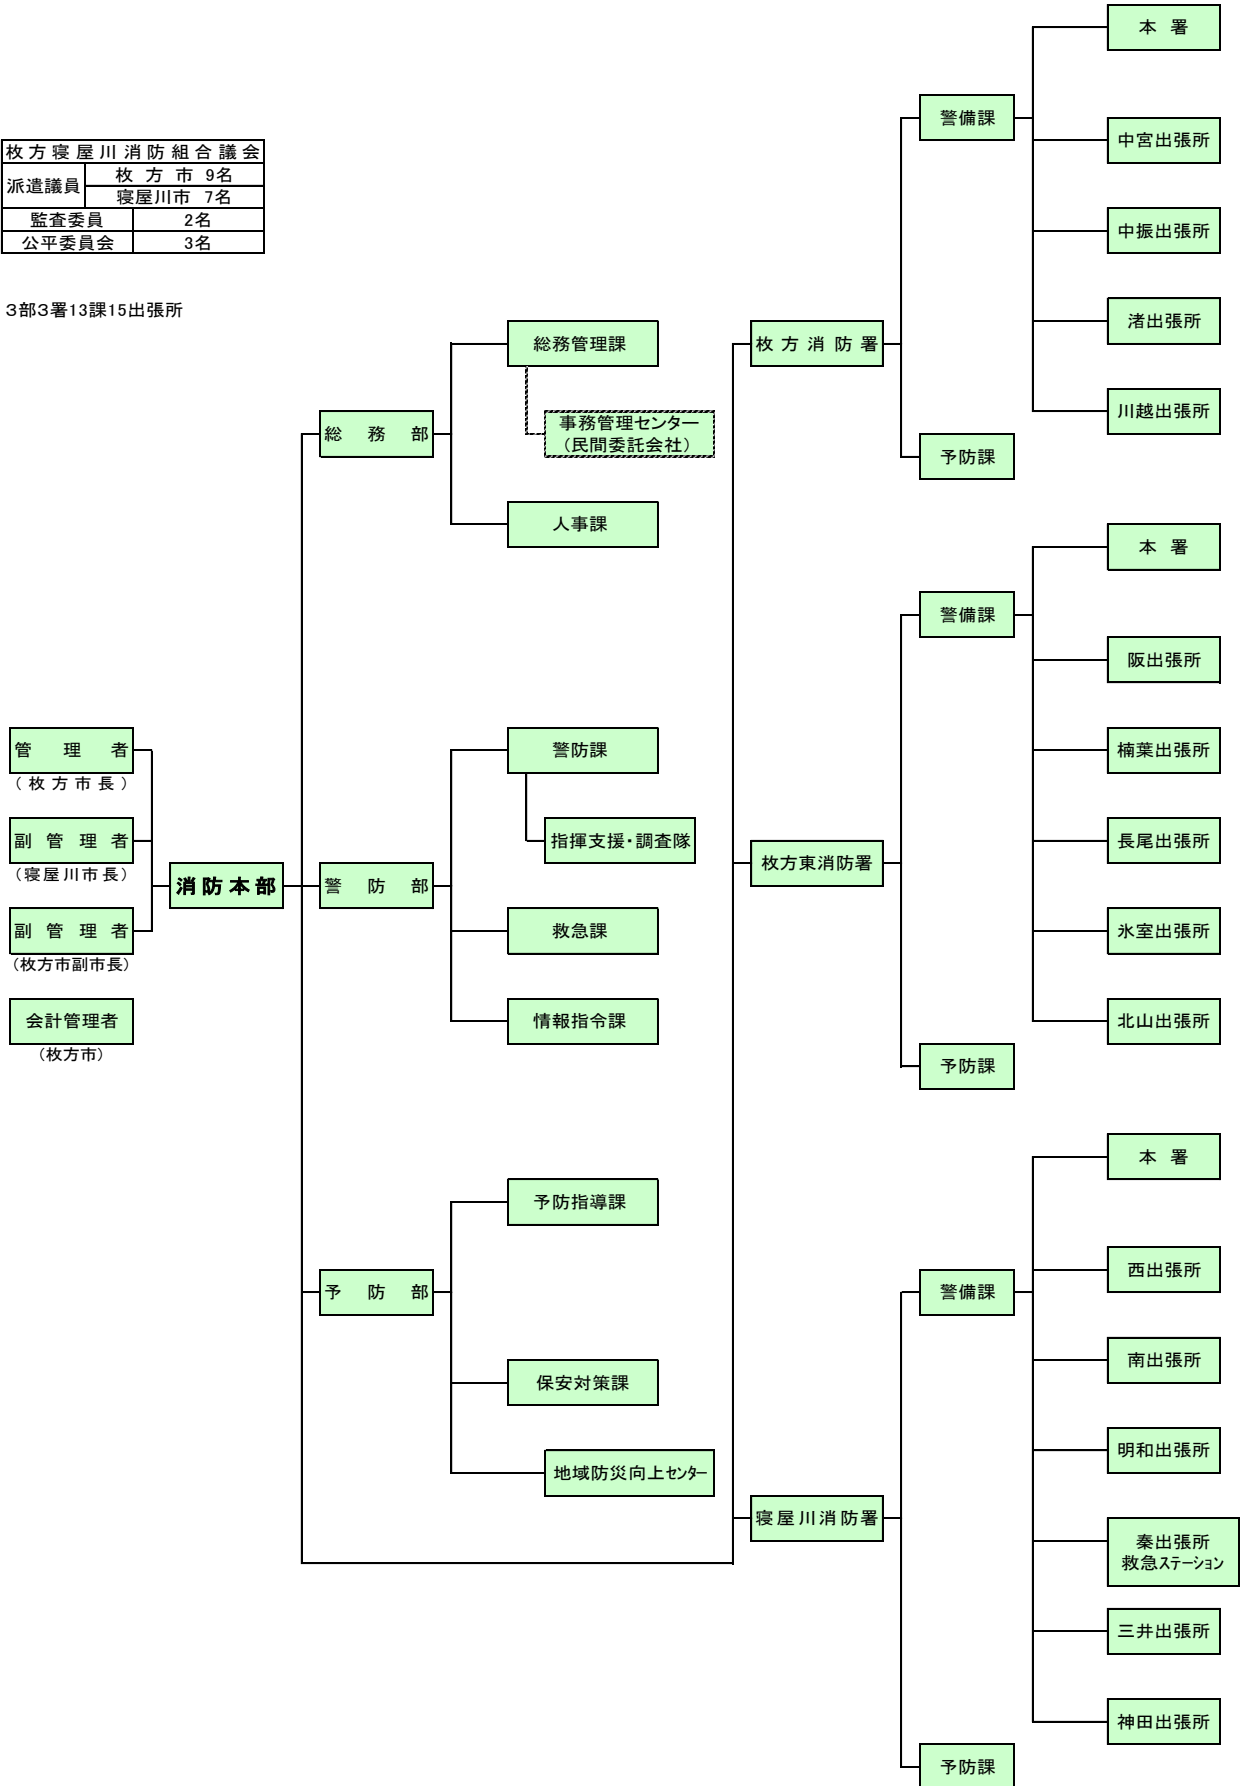 枚方寝屋川消防組合議会
派遣議員
枚方市 9名
寝屋川市 7名
監査委員 2名
公平委員会 3名
3部3署13課15出張所
管理者
(枚方市長)
副管理者
(寝屋川市長)
副管理者
(枚方市副市長)
会計管理者
(枚方市)
消防本部
総務部
総務管理課
事務管理センター
(民間委託会社)
人事課
警防部
警防課
指揮支援・調査隊
救急課
情報指令課
予防部
予防指導課
保安対策課
地域防災向上センター
枚方消防署
警備課
本署
中宮出張所
中振出張所
渚出張所
川越出張所
予防課
枚方東消防署
警備課
本署
阪出張所
楠葉出張所
長尾出張所
氷室出張所
北山出張所
予防課
寝屋川消防署
警備課
本署
西出張所
南出張所
明和出張所
秦出張所
救急ステーション
三井出張所
神田出張所
予防課